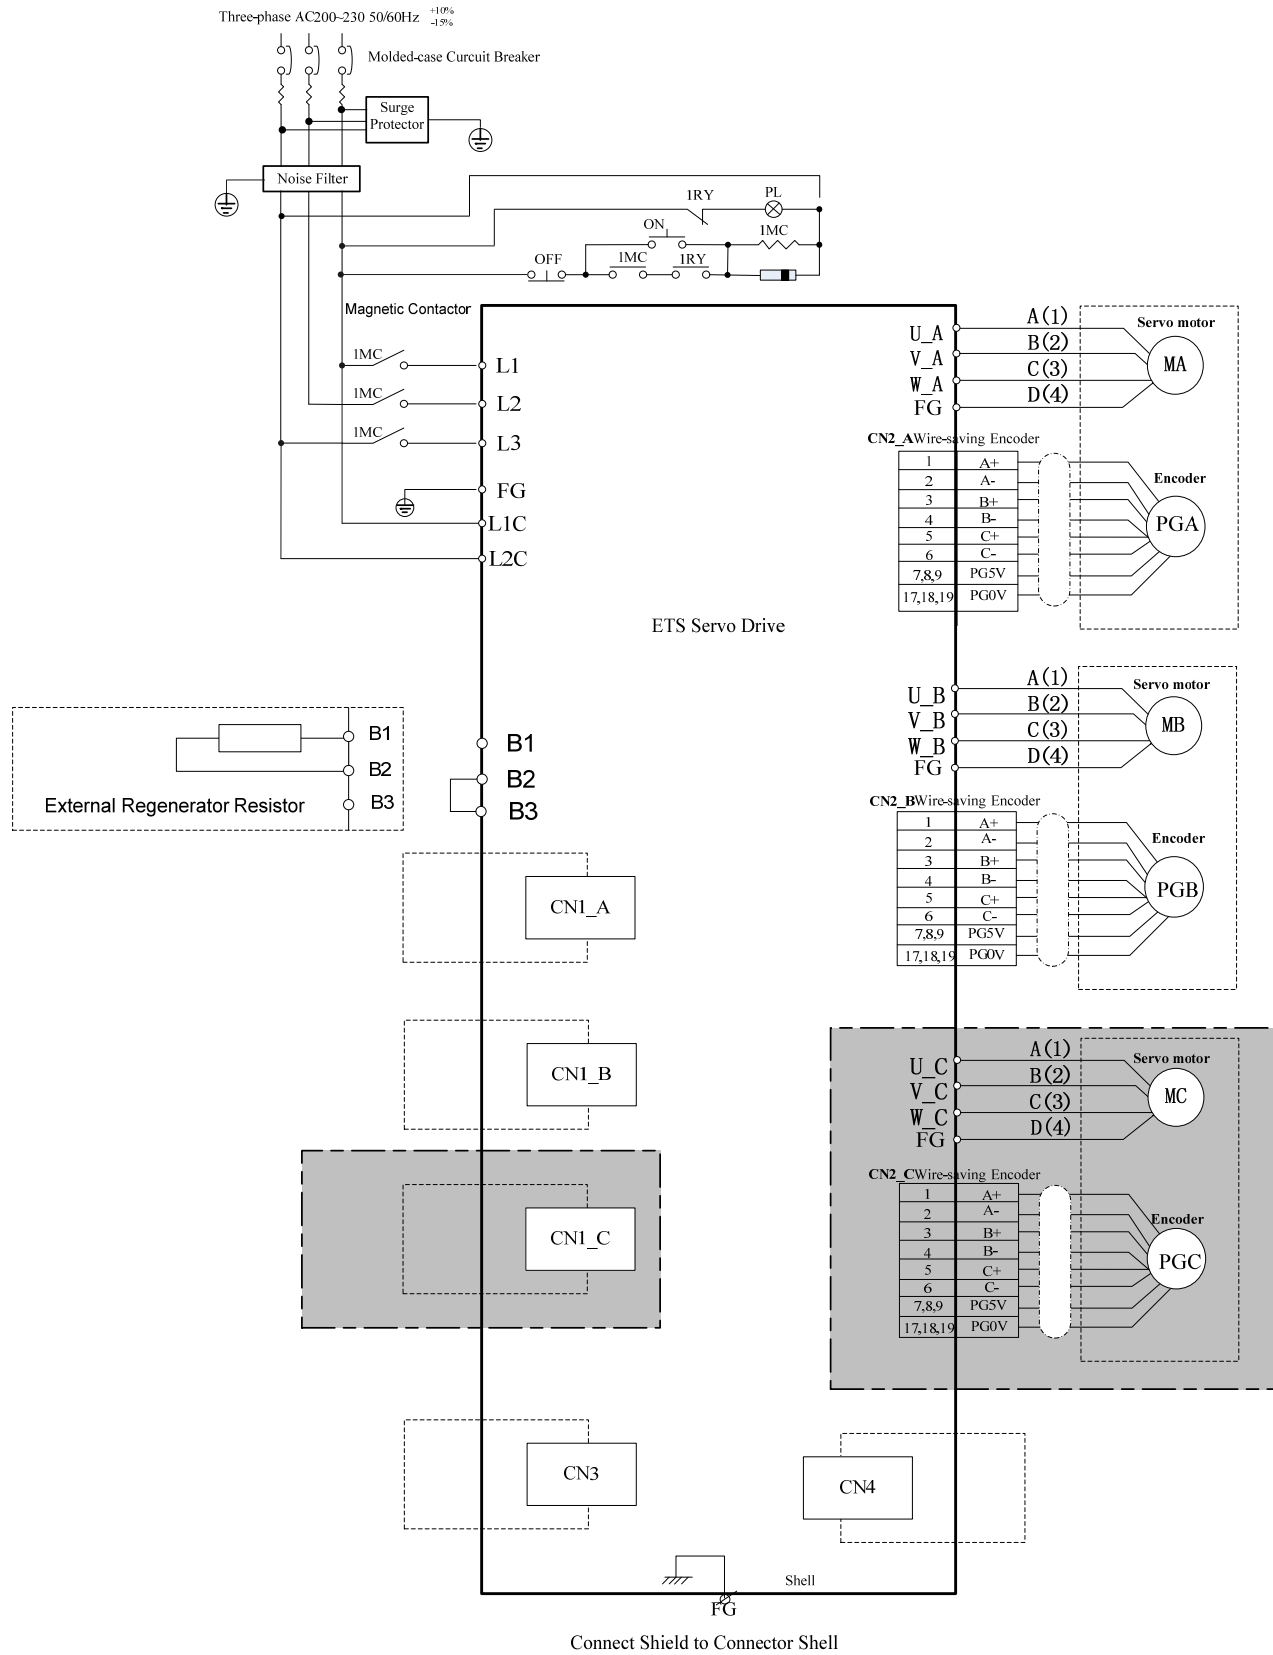 Three-phase AC200~230 50/60Hz +10% -15%
Molded-case Curcuit Breaker
Surge
Protector
Noise Filter
1RY
PL
ON
1MC
OFF
1MC
1RY
Magnetic Contactor
1MC
L1
1MC
L2
1MC
L3
FG
L1C
L2C
ETS Servo Drive
U_A
A(1)
V_A
B(2)
W_A
C(3)
FG
D(4)
Servo motor
MA
CN2_A Wire-saving Encoder
1 A+
2 A-
3 B+
4 B-
5 C+
6 C-
7,8,9 PG5V
17,18,19 PG0V
Encoder
PGA
B1
B2
B3
External Regenerator Resistor
B1
B2
B3
U_B
A(1)
V_B
B(2)
W_B
C(3)
FG
D(4)
Servo motor
MB
CN2_B Wire-saving Encoder
1 A+
2 A-
3 B+
4 B-
5 C+
6 C-
7,8,9 PG5V
17,18,19 PG0V
Encoder
PGB
CN1_A
CN1_B
CN1_C
U_C
A(1)
V_C
B(2)
W_C
C(3)
FG
D(4)
Servo motor
MC
CN2_C Wire-saving Encoder
1 A+
2 A-
3 B+
4 B-
5 C+
6 C-
7,8,9 PG5V
17,18,19 PG0V
Encoder
PGC
CN3
CN4
Shell
FG
Connect Shield to Connector Shell